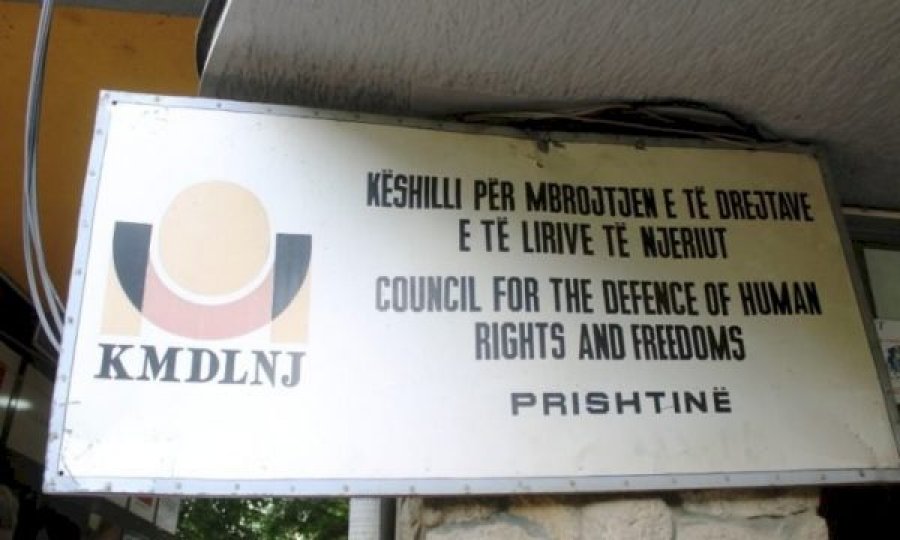 KËSHILLI PËR MBROJTJEN E TË DREJTAVE
E TË LIRIVE TË NJERIUT
COUNCIL FOR THE DEFENCE OF HUMAN
RIGHTS AND FREEDOMS
PRISHTINË
KMDLNJ